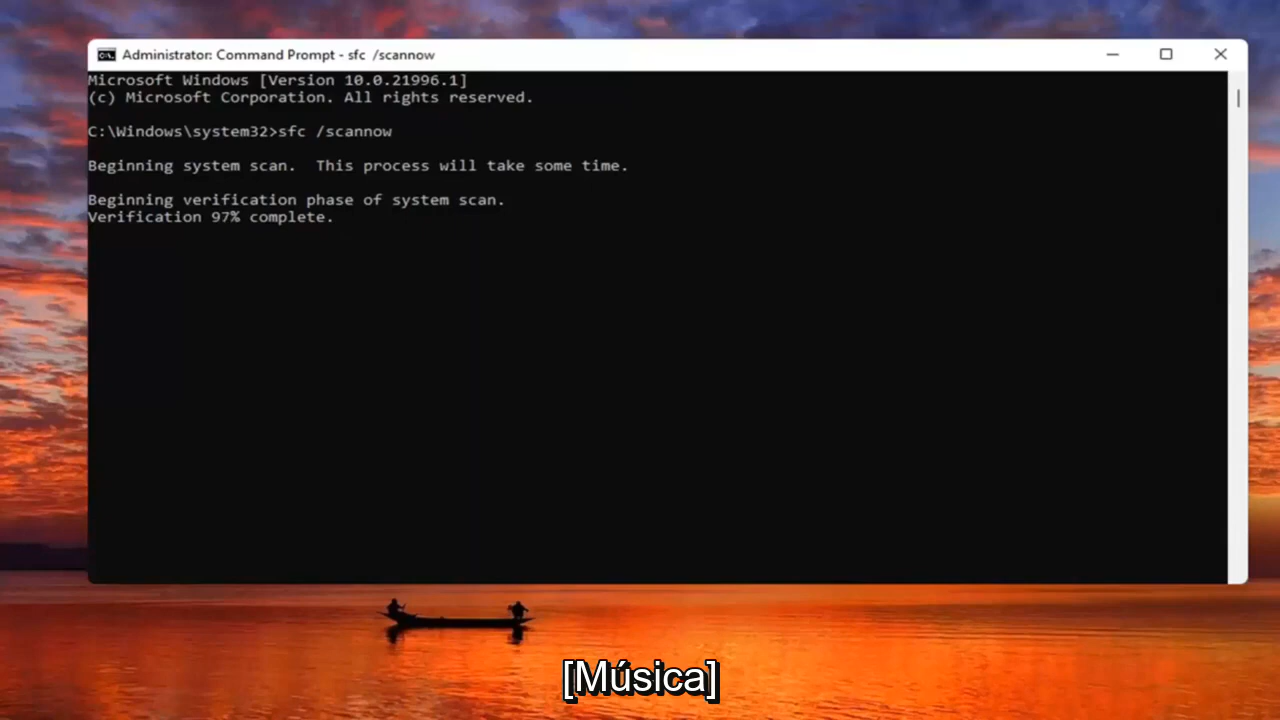 Administrator: Command Prompt - sfc /scannow
Microsoft Windows [Version 10.0.21996.1]
(c) Microsoft Corporation. All rights reserved.
C:\Windows\system32>sfc /scannow
Beginning system scan.  This process will take some time.
Beginning verification phase of system scan.
Verification 97% complete.
[Música]